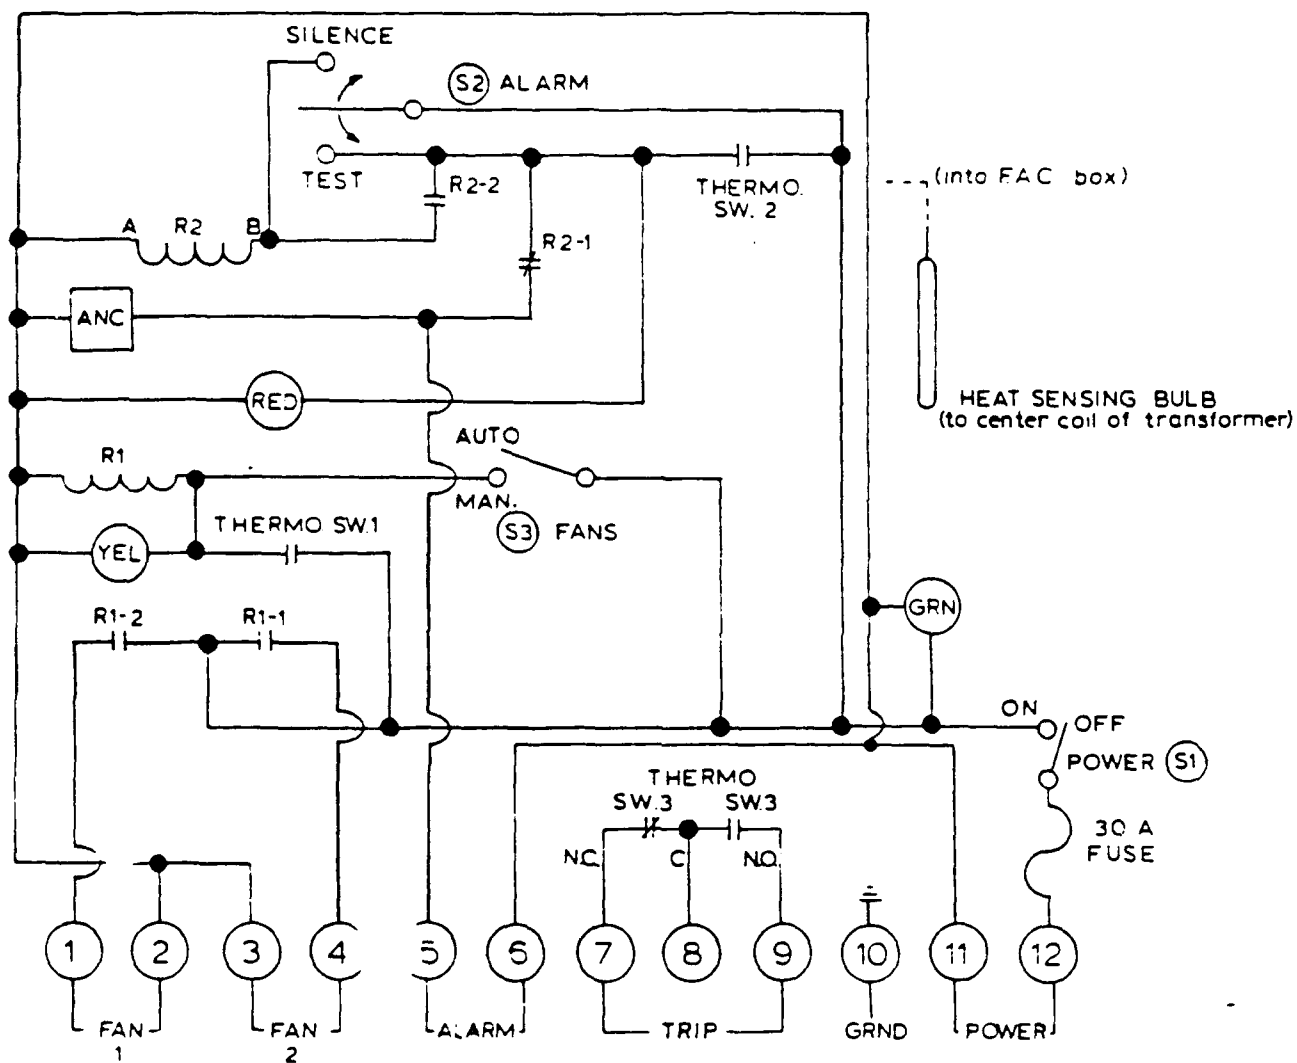 SILENCE
S2 ALARM
TEST
R2-2
THERMO.
SW. 2
---(into F.A.C box)
A R2 B
R2-1
ANC
RED
HEAT SENSING BULB
(to center coil of transformer)
AUTO
R1
MAN.
THERMO SW.1
S3 FANS
YEL
GRN
R1-2
R1-1
ON
OFF
POWER S1
THERMO
SW.3 SW.3
30 A
FUSE
N.C. C N.O.
1 2 3 4 5 6 7 8 9 10 11 12
FAN
1
FAN
2
ALARM
TRIP
GRND
POWER